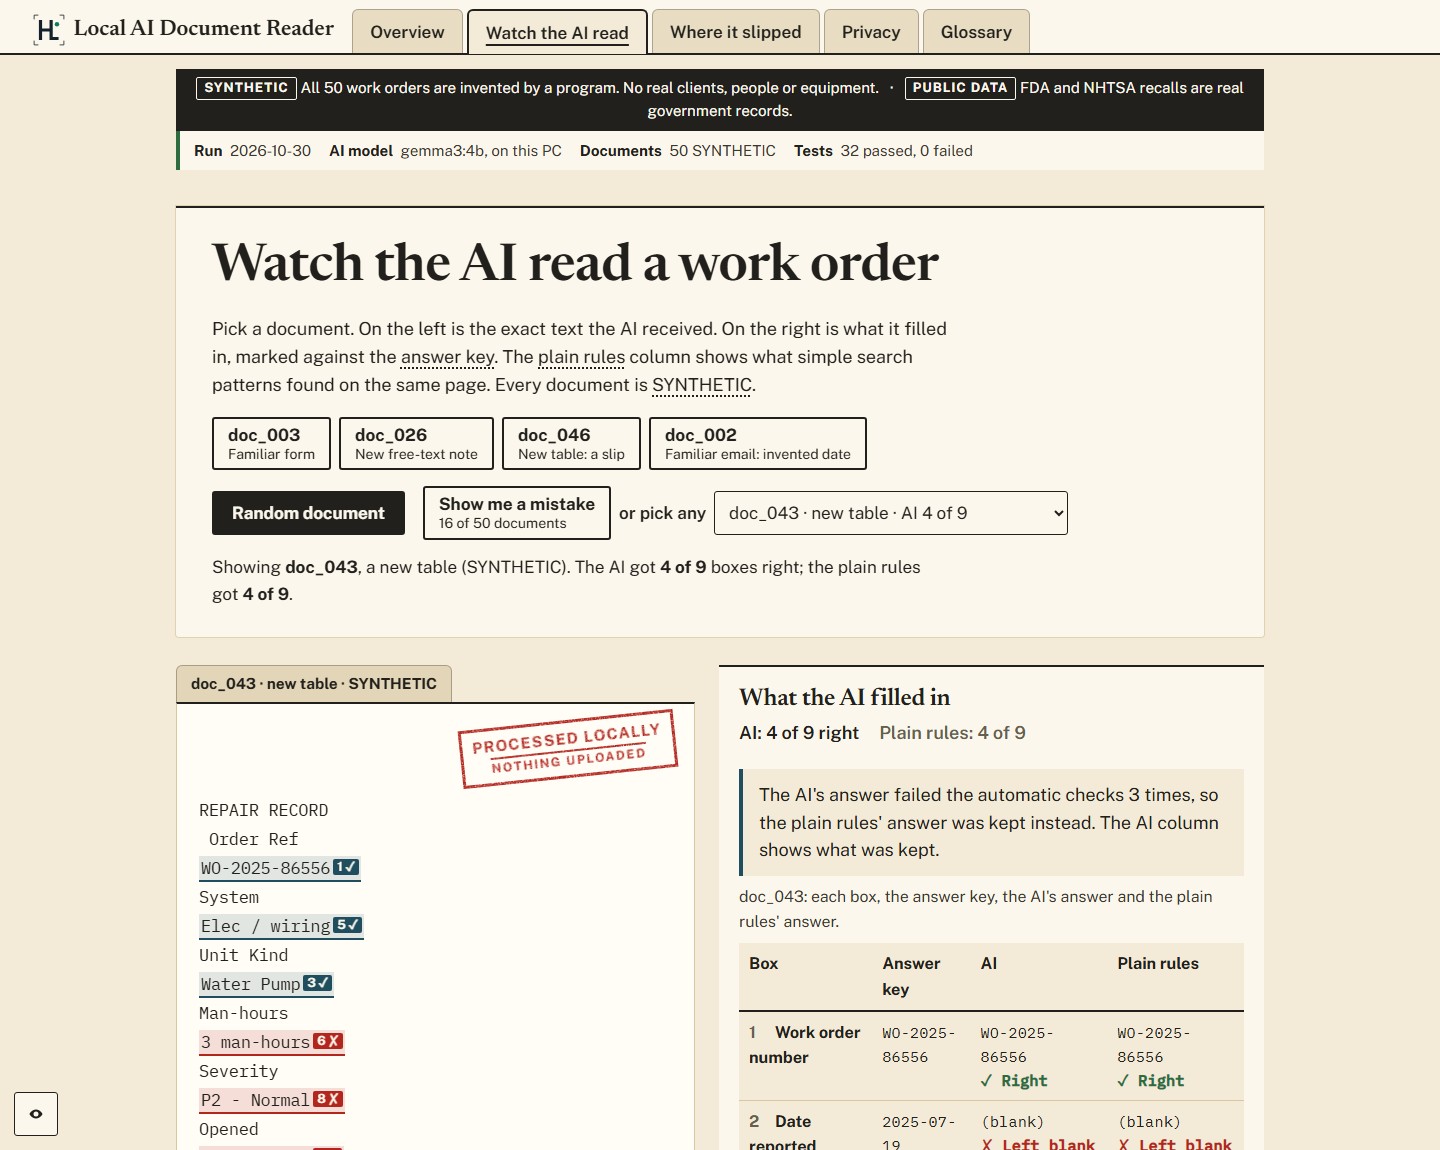 HL Local AI Document Reader
Overview
Watch the AI read
Where it slipped
Privacy
Glossary
SYNTHETIC All 50 work orders are invented by a program. No real clients, people or equipment. · PUBLIC DATA FDA and NHTSA recalls are real
government records.
Run 2026-10-30 AI model gemma3:4b, on this PC Documents 50 SYNTHETIC Tests 32 passed, 0 failed
Watch the AI read a work order
Pick a document. On the left is the exact text the AI received. On the right is what it filled
in, marked against the answer key. The plain rules column shows what simple search
patterns found on the same page. Every document is SYNTHETIC.
doc_003
Familiar form
doc_026
New free-text note
doc_046
New table: a slip
doc_002
Familiar email: invented date
Random document
Show me a mistake
16 of 50 documents
or pick any
doc_043 · new table · AI 4 of 9
Showing doc_043, a new table (SYNTHETIC). The AI got 4 of 9 boxes right; the plain rules
got 4 of 9.
doc_043 · new table · SYNTHETIC
PROCESSED LOCALLY
NOTHING UPLOADED
REPAIR RECORD
Order Ref
WO-2025-86556 1 ✓
System
Elec / wiring 5 ✓
Unit Kind
Water Pump 3 ✓
Man-hours
3 man-hours 6 ✗
Severity
P2 - Normal 8 ✗
Opened
What the AI filled in
AI: 4 of 9 right Plain rules: 4 of 9
The AI's answer failed the automatic checks 3 times, so
the plain rules' answer was kept instead. The AI column
shows what was kept.
doc_043: each box, the answer key, the AI's answer and the plain
rules' answer.
Box Answer AI Plain rules
key
1 Work order WO-2025- WO-2025- WO-2025-
number 86556 86556 86556
✓ Right ✓ Right
2 Date 2025-07- (blank) (blank)
reported 19 ✗ Left blank ✗ Left blank